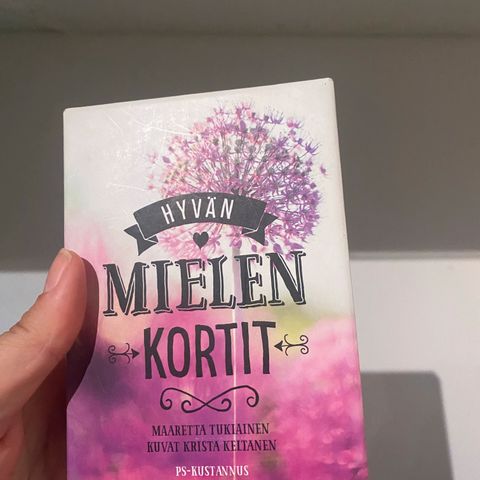 HYVÄN
MIELEN
KORTIT
MAARETTA TUKIAINEN
KUVAT KRISTA KELTANEN
PS-KUSTANNUS